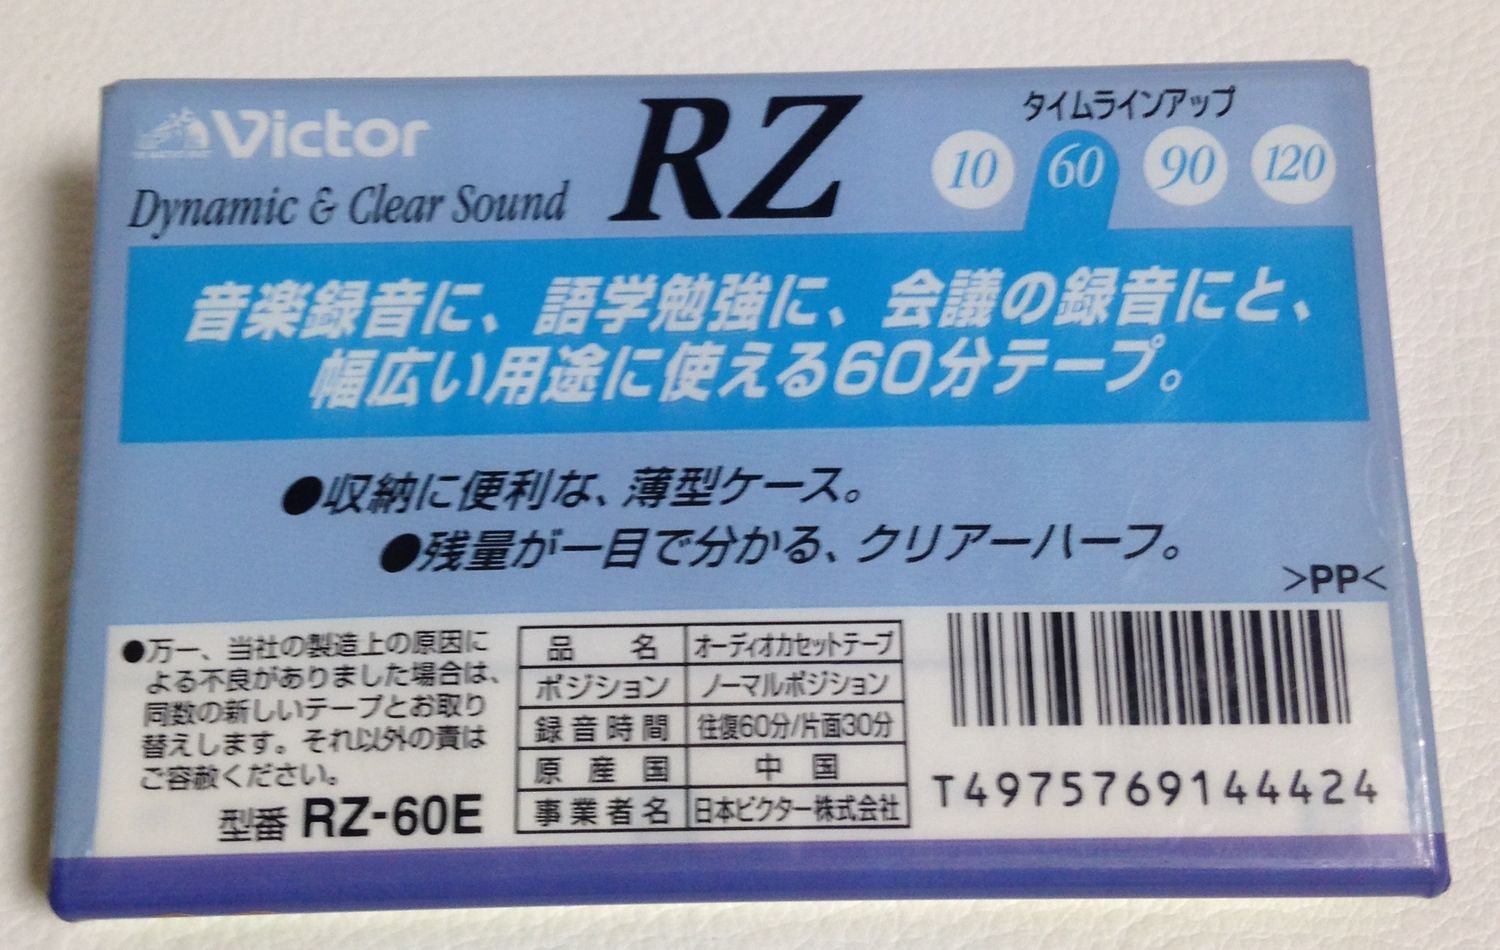 Victor
Dynamic & Clear Sound
RZ
タイムラインアップ
10 60 90 120
音楽録音に、語学勉強に、会議の録音にと、
幅広い用途に使える60分テープ。
●収納に便利な、薄型ケース。
●残量が一目で分かる、クリアーハーフ。
>PP<
●万一、当社の製造上の原因に
よる不良がありました場合は、
同数の新しいテープとお取り
替えします。それ以外の責は
ご容赦ください。
型番 RZ-60E
品名 オーディオカセットテープ
ポジション ノーマルポジション
録音時間 往復60分/片面30分
原産国 中国
事業者名 日本ビクター株式会社
T4975769144424